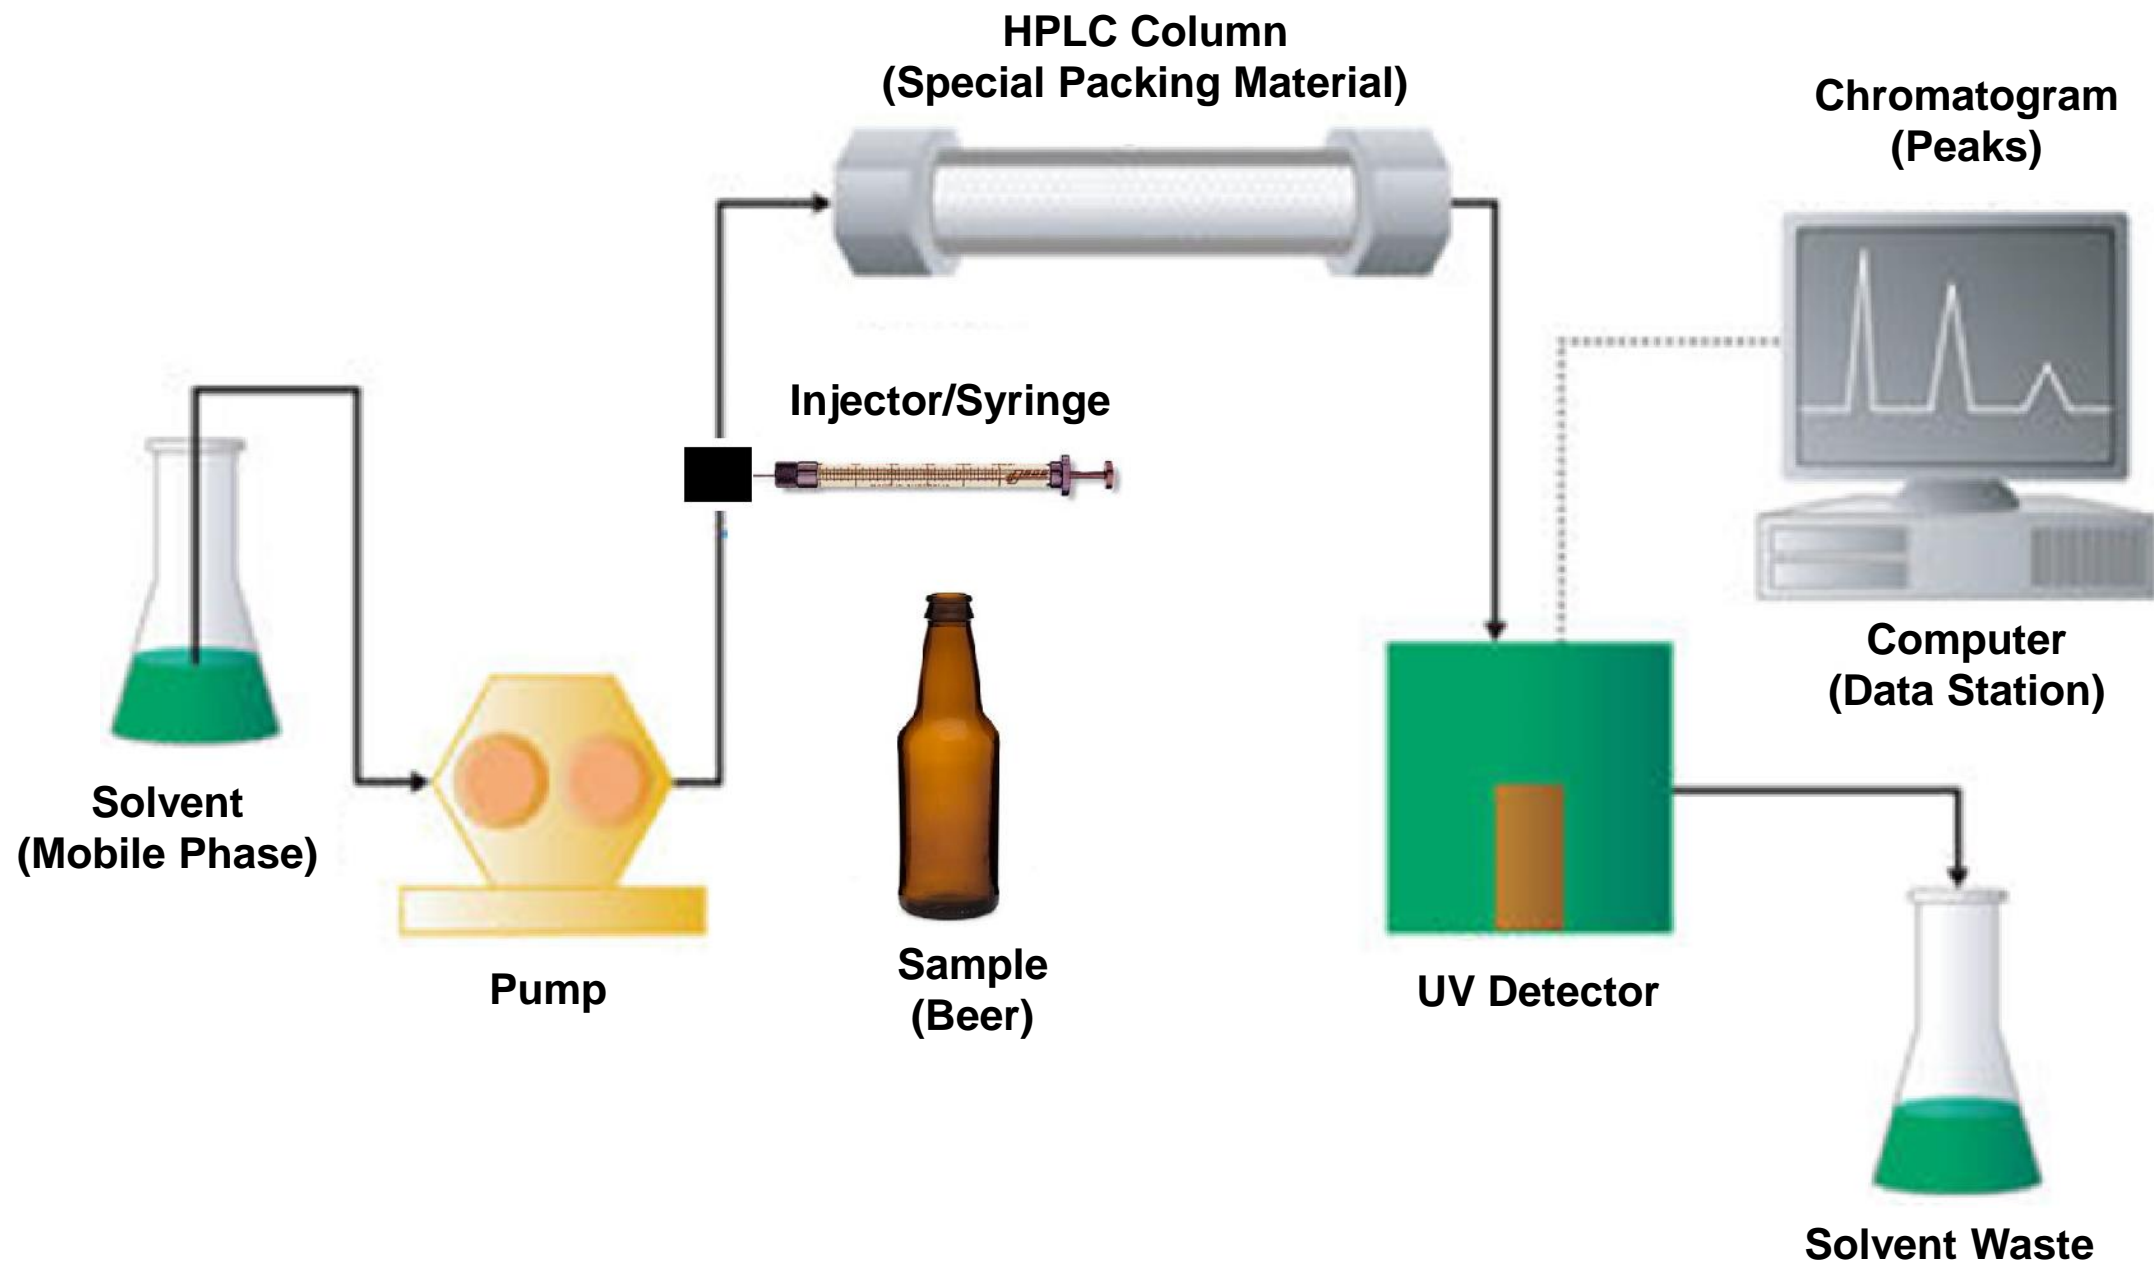 HPLC Column
(Special Packing Material)
Chromatogram
(Peaks)
Injector/Syringe
Computer
(Data Station)
Solvent
(Mobile Phase)
Pump
Sample
(Beer)
UV Detector
Solvent Waste